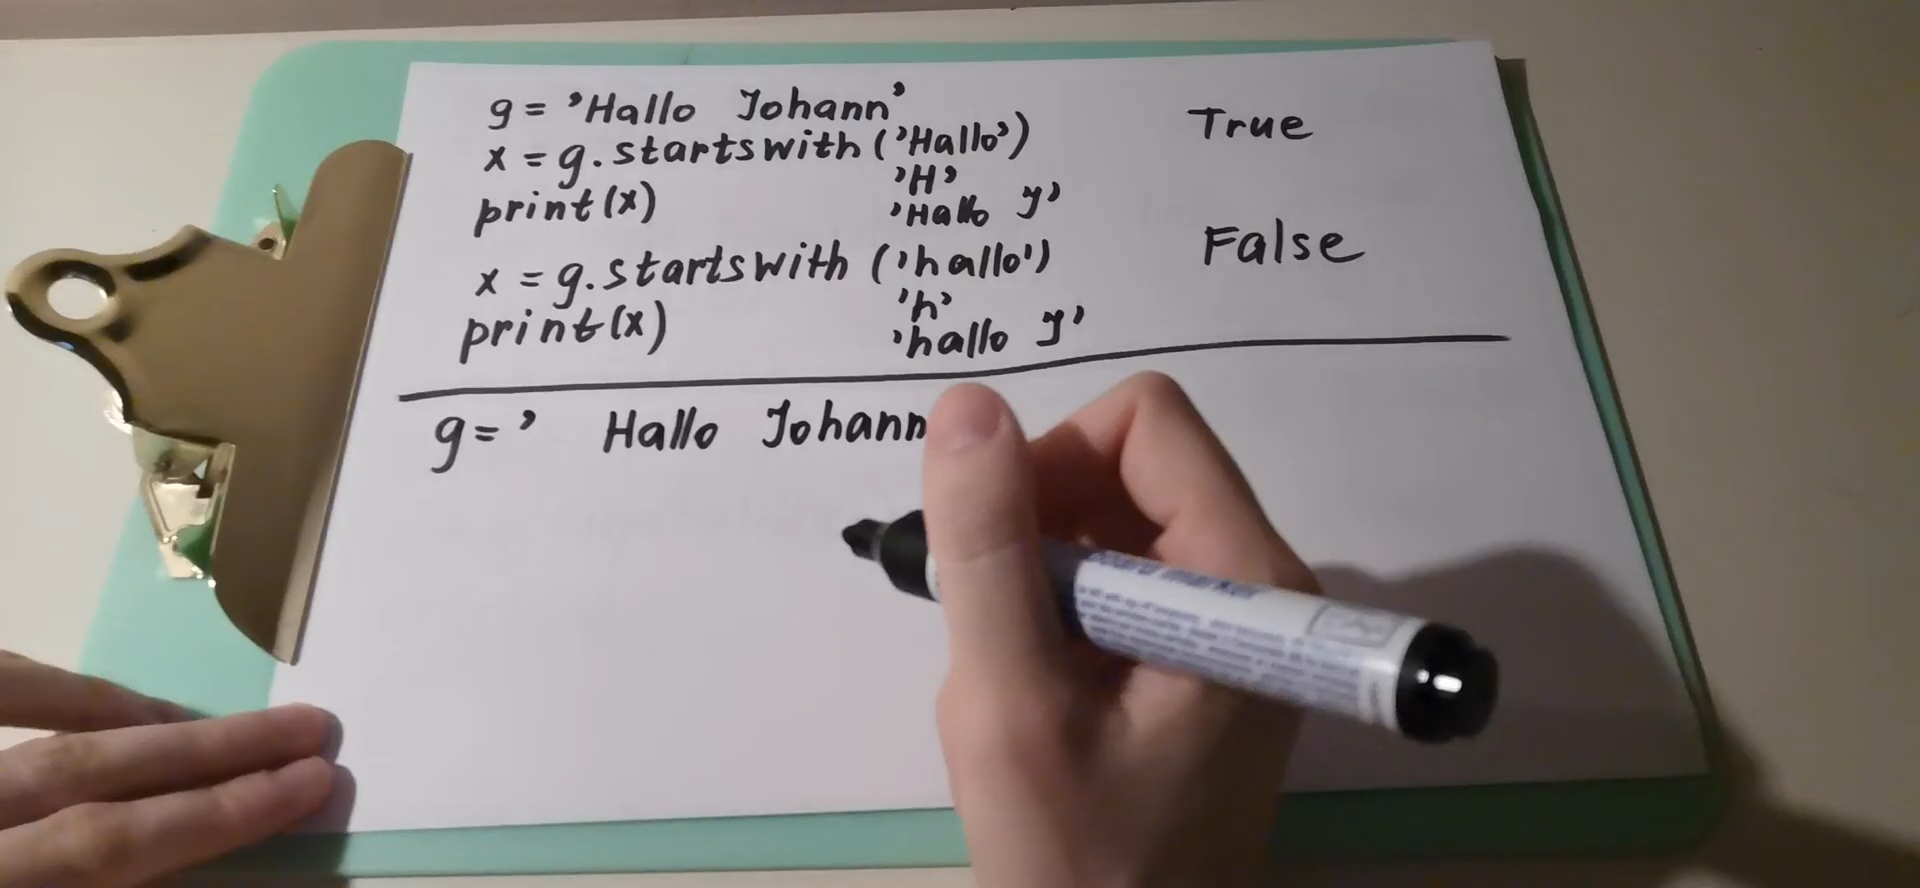 g = 'Hallo Johann'
x = g.startswith('Hallo')
'H'
print(x)
'Hallo J'
True
x = g.startswith('hallo')
'h'
print(x)
'hallo J'
False
g = ' Hallo Johann